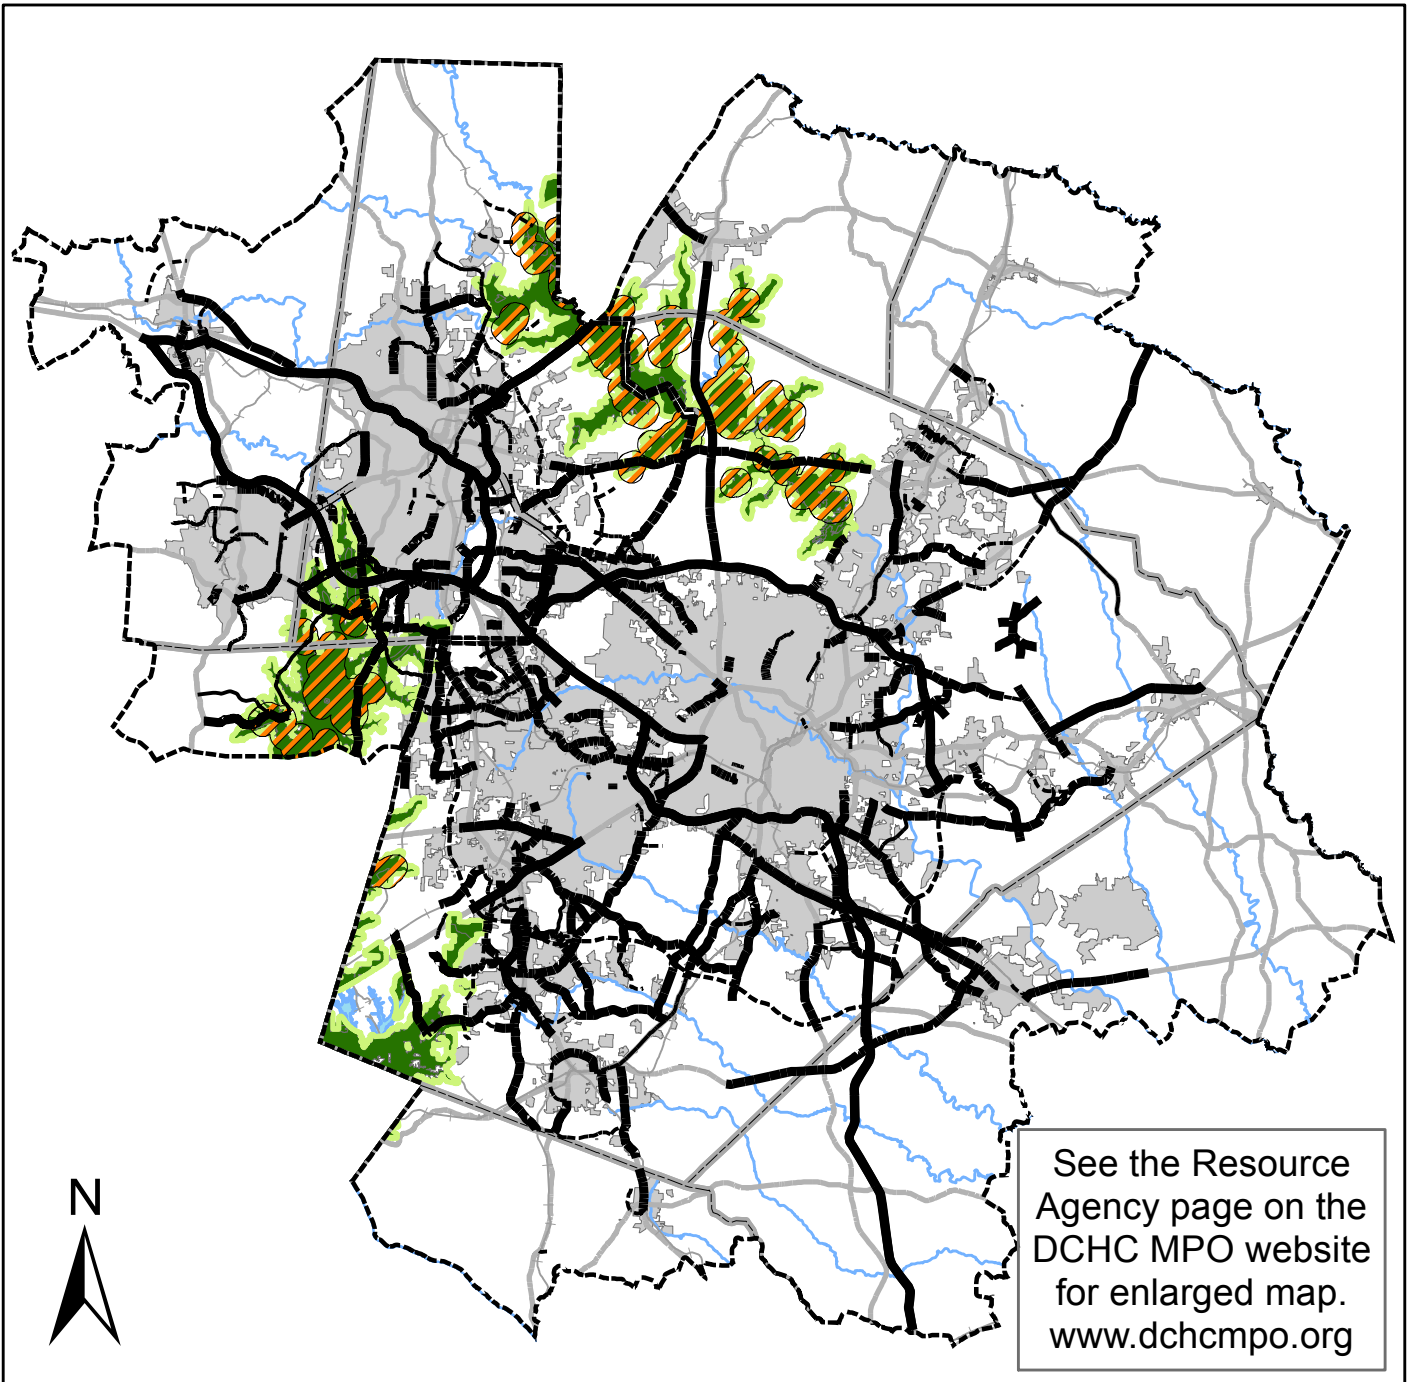 N
See the Resource
Agency page on the
DCHC MPO website
for enlarged map.
www.dchcmpo.org